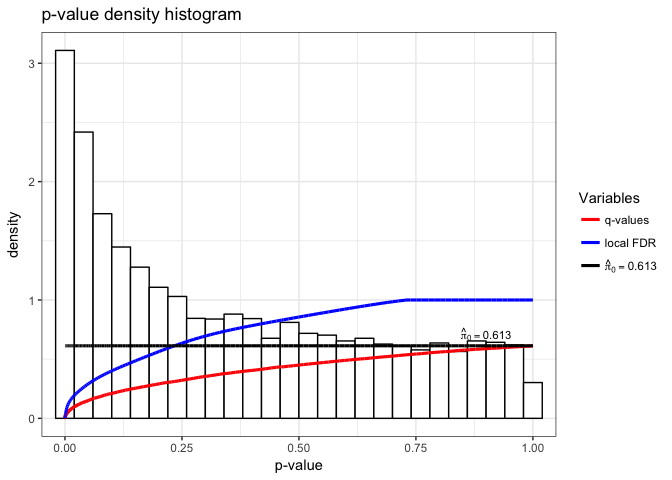 p-value density histogram
density
3
2
1
0
π̂₀ = 0.613
0.00 0.25 0.50 0.75 1.00
p-value
Variables
q-values
local FDR
π̂₀ = 0.613